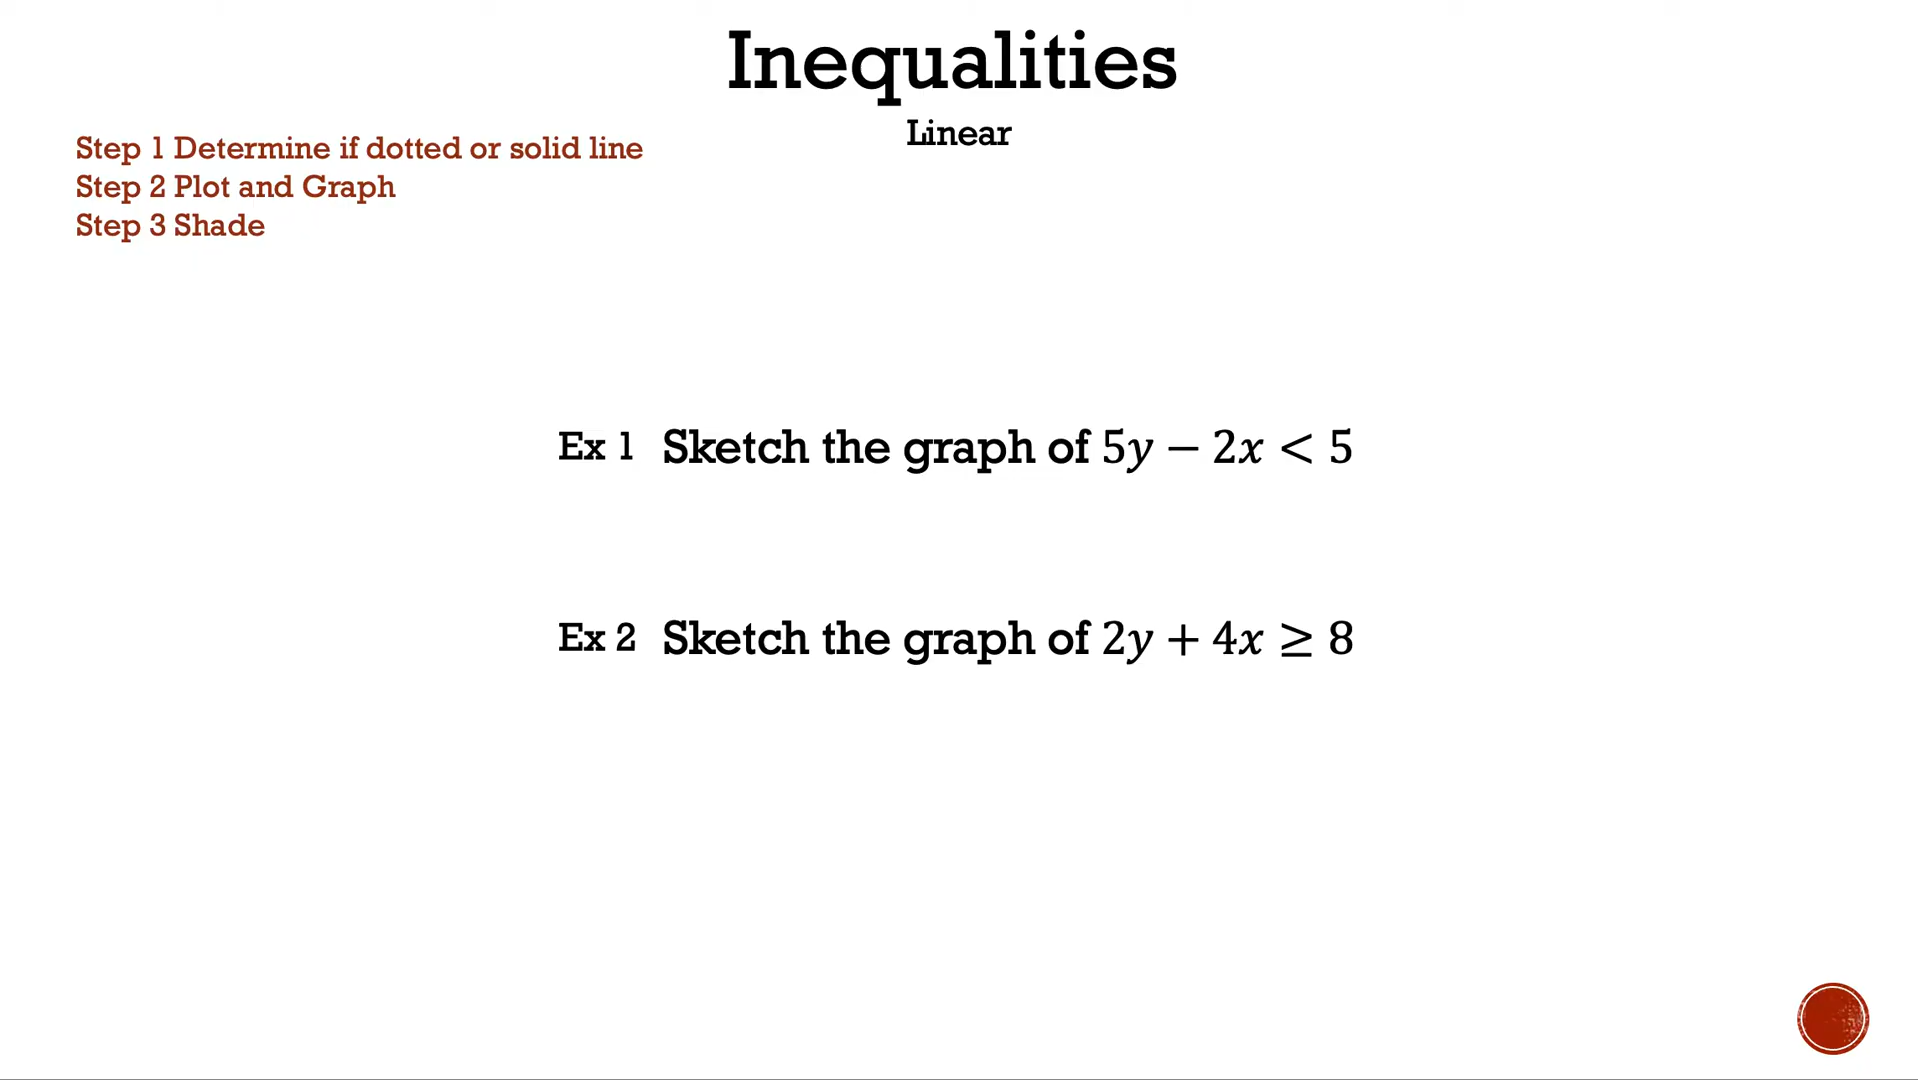 Inequalities
Linear
Step 1 Determine if dotted or solid line
Step 2 Plot and Graph
Step 3 Shade
Ex 1 Sketch the graph of 5y − 2x < 5
Ex 2 Sketch the graph of 2y + 4x ≥ 8